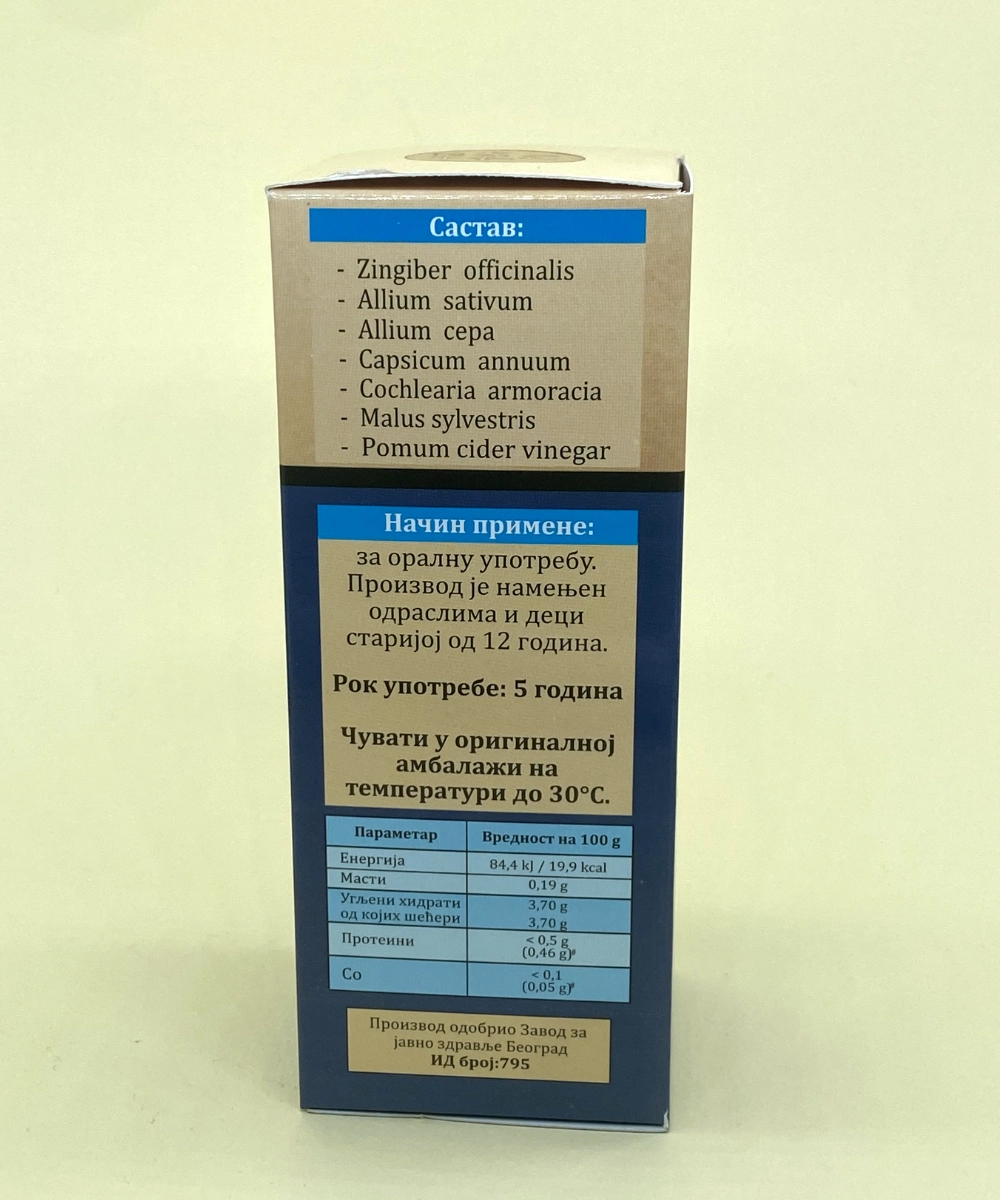 Састав:
- Zingiber officinalis
- Allium sativum
- Allium cepa
- Capsicum annuum
- Cochlearia armoracia
- Malus sylvestris
- Pomum cider vinegar
Начин примене:
за оралну употребу.
Производ је намењен
одраслима и деци
старијој од 12 година.
Рок употребе: 5 година
Чувати у оригиналној
амбалажи на
температури до 30°C.
Параметар Вредност на 100 g
Енергија 84,4 kJ / 19,9 kcal
Масти 0,19 g
Угљени хидрати 3,70 g
од којих шећери 3,70 g
Протеини < 0,5 g
(0,46 g)#
Со < 0,1
(0,05 g)#
Производ одобрио Завод за
јавно здравље Београд
ИД број:795